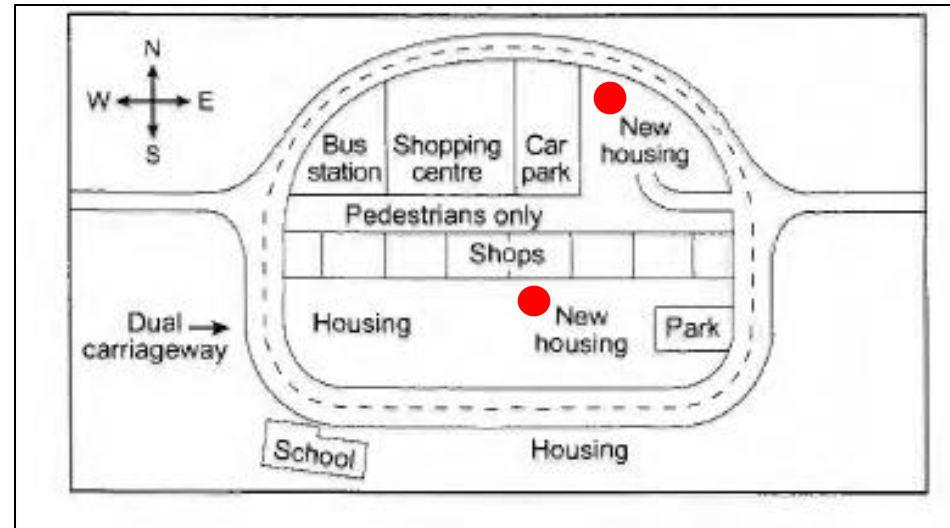 N
W E
S
Bus
station
Shopping
centre
Car
park
New
housing
Pedestrians only
Shops
Dual
carriageway
Housing
New
housing
Park
School
Housing